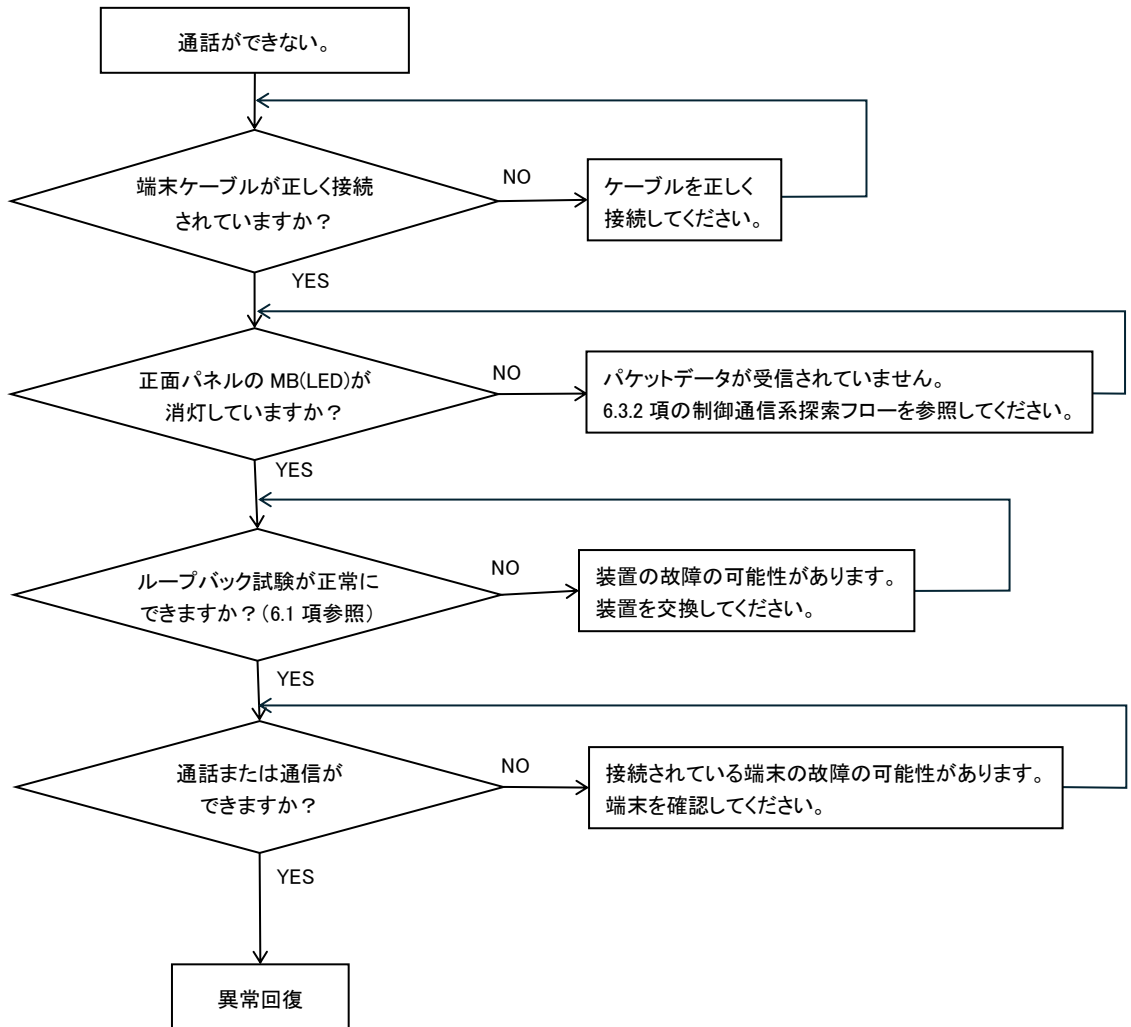 通話ができない。
端末ケーブルが正しく接続
されていますか？
NO
ケーブルを正しく
接続してください。
YES
正面パネルの MB(LED)が
消灯していますか？
NO
パケットデータが受信されていません。
6.3.2 項の制御通信系探索フローを参照してください。
YES
ループバック試験が正常に
できますか？(6.1 項参照)
NO
装置の故障の可能性があります。
装置を交換してください。
YES
通話または通信が
できますか？
NO
接続されている端末の故障の可能性があります。
端末を確認してください。
YES
異常回復